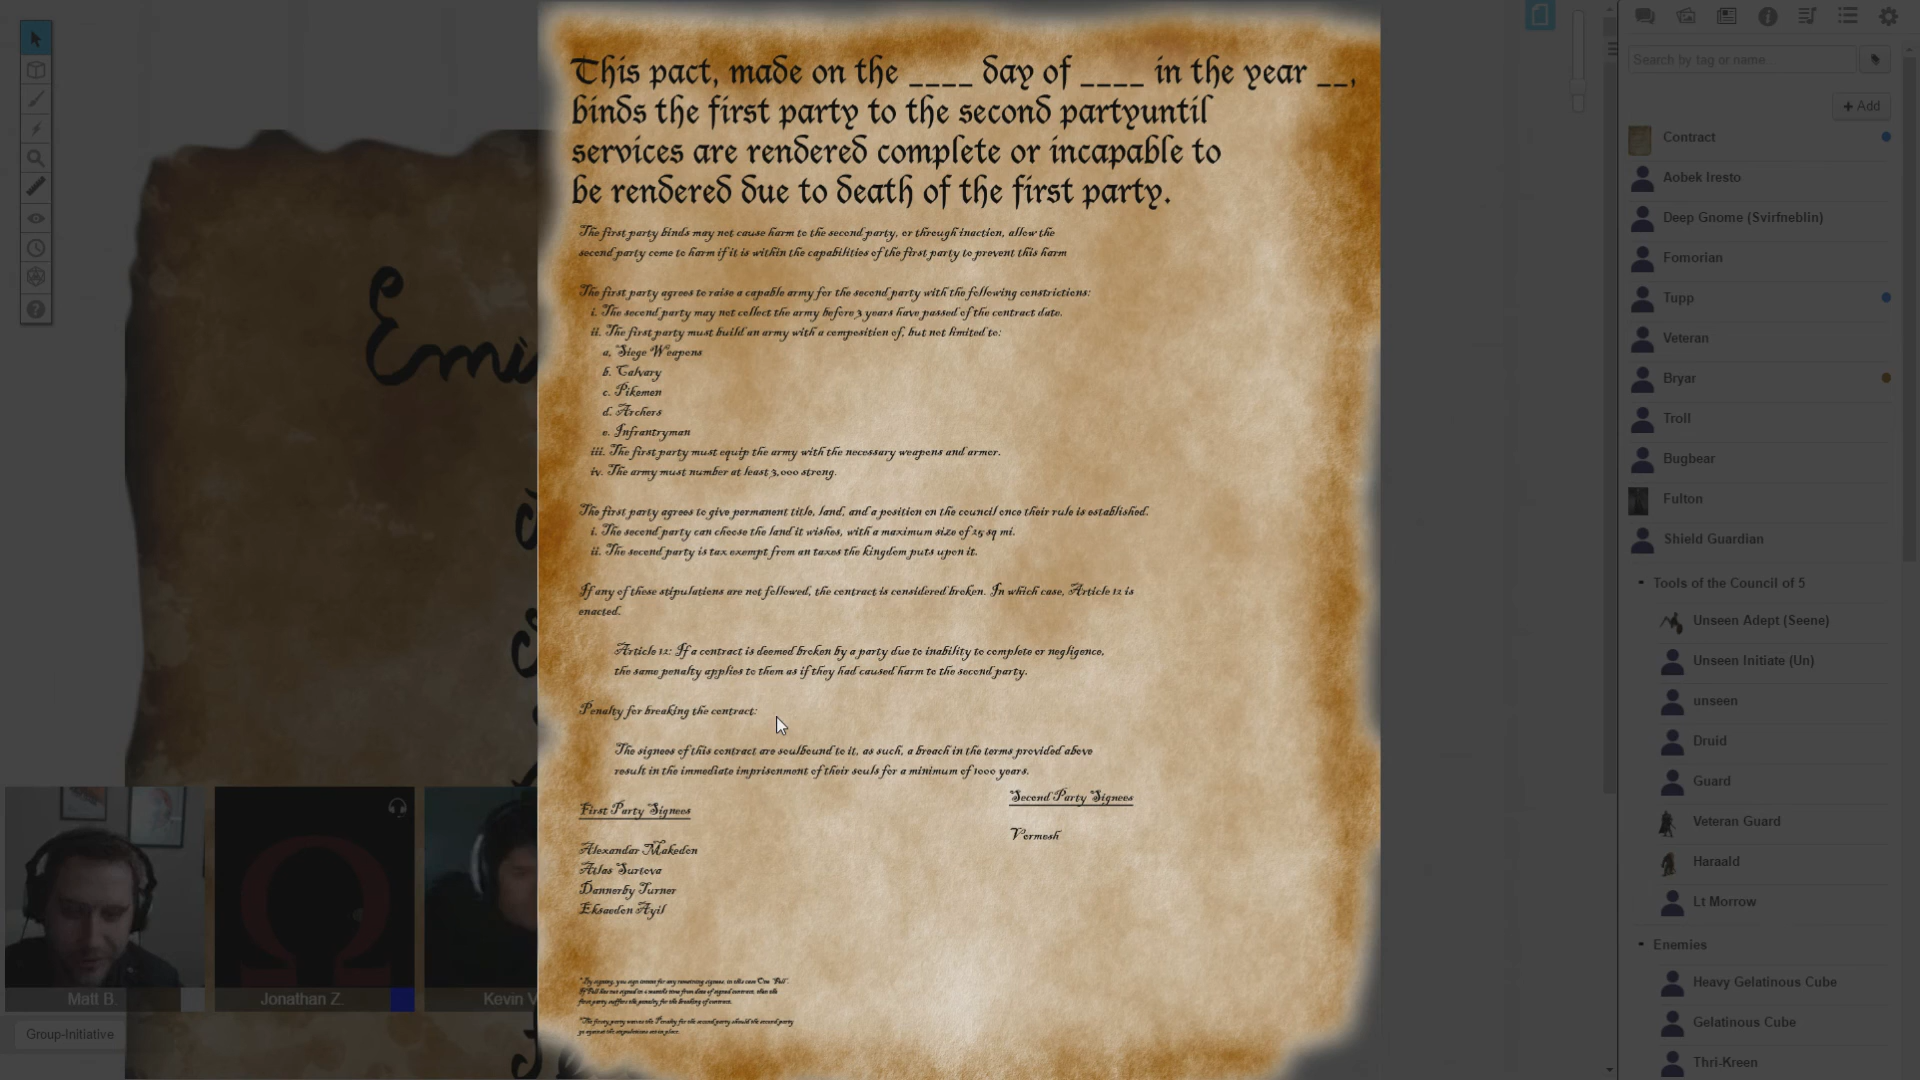 This pact, made on the ____ day of ____ in the year __,
binds the first party to the second partyuntil
services are rendered complete or incapable to
be rendered due to death of the first party.
The first party binds may not cause harm to the second party, or through inaction, allow the
second party come to harm if it is within the capabilities of the first party to prevent this harm
The first party agrees to raise a capable army for the second party with the following constrictions:
i. The second party may not collect the army before 3 years have passed of the contract date.
ii. The first party must build an army with a composition of, but not limited to:
a. Siege Weapons
b. Calvary
c. Pikemen
d. Archers
e. Infrantryman
iii. The first party must equip the army with the necessary weapons and armor.
iv. The army must number at least 3,000 strong.
The first party agrees to give permanent title, land, and a position on the council once their rule is established.
i. The second party can choose the land it wishes, with a maximum size of 25 sq mi.
ii. The second party is tax exempt from an taxes the kingdom puts upon it.
If any of these stipulations are not followed, the contract is considered broken. In which case, Article 12 is
enacted.
Article 12: If a contract is deemed broken by a party due to inability to complete or negligence,
the same penalty applies to them as if they had caused harm to the second party.
Penalty for breaking the contract:
The signees of this contract are soulbound to it, as such, a breach in the terms provided above
result in the immediate imprisonment of their souls for a minimum of 1000 years.
First Party Signees
Second Party Signees
Vormesh
Alexandar Makedon
Ailas Suriova
Dannerby Turner
Eksaedon Ayil
Emi
Matt B.
Jonathan Z.
Kevin V
Group-Initiative
Search by tag or name
+ Add
Contract
Aobek Iresto
Deep Gnome (Svirfneblin)
Fomorian
Tupp
Veteran
Bryar
Troll
Bugbear
Fulton
Shield Guardian
Tools of the Council of 5
Unseen Adept (Seene)
Unseen Initiate (Un)
unseen
Druid
Guard
Veteran Guard
Haraald
Lt Morrow
Enemies
Heavy Gelatinous Cube
Gelatinous Cube
Thri-Kreen